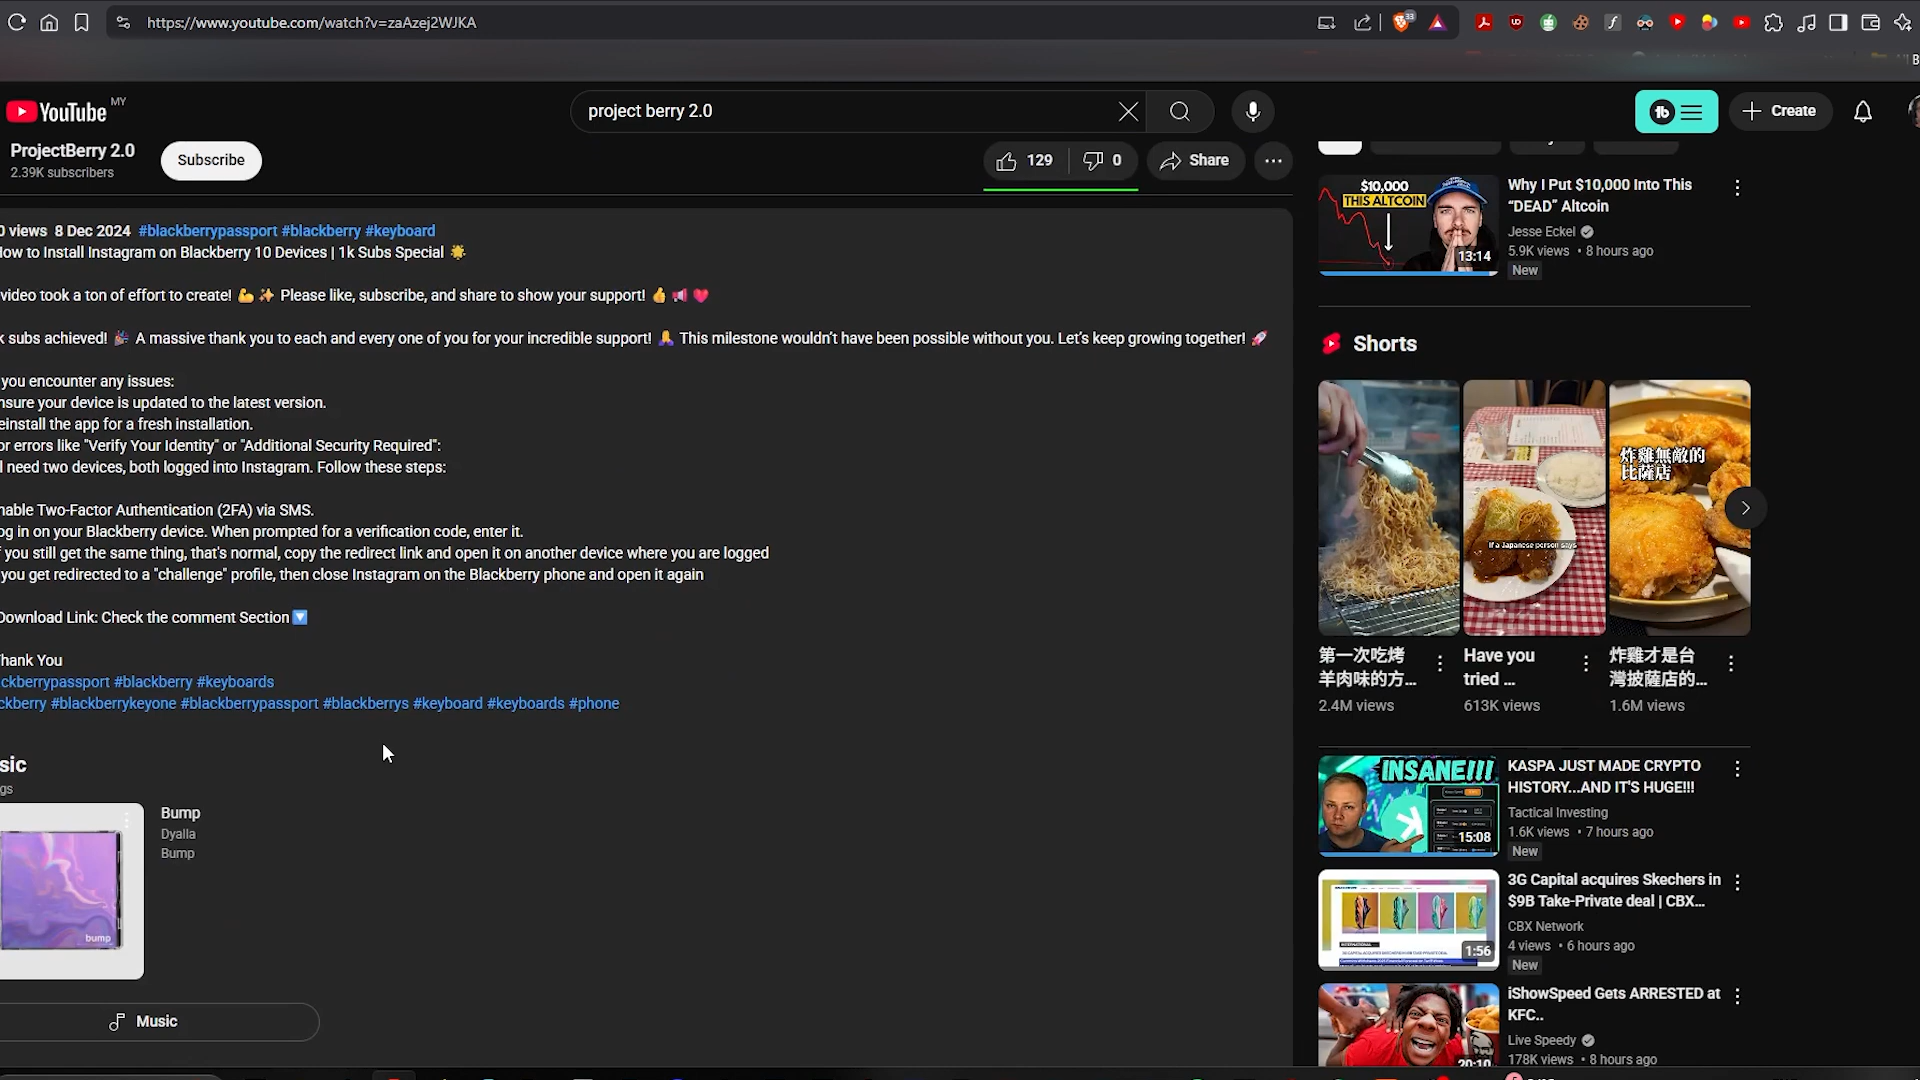 https://www.youtube.com/watch?v=zaAzej2WJKA
33
YouTube MY
project berry 2.0
Create
ProjectBerry 2.0
2.39K subscribers
Subscribe
129
0
Share
0 views 8 Dec 2024 #blackberrypassport #blackberry #keyboard
How to Install Instagram on Blackberry 10 Devices | 1k Subs Special 🌟
video took a ton of effort to create! 💪 ✨ Please like, subscribe, and share to show your support! 👍 📢 ❤️
k subs achieved! 🎉 A massive thank you to each and every one of you for your incredible support! 🙏 This milestone wouldn't have been possible without you. Let's keep growing together! 🚀
you encounter any issues:
nsure your device is updated to the latest version.
einstall the app for a fresh installation.
or errors like "Verify Your Identity" or "Additional Security Required":
l need two devices, both logged into Instagram. Follow these steps:
nable Two-Factor Authentication (2FA) via SMS.
og in on your Blackberry device. When prompted for a verification code, enter it.
f you still get the same thing, that's normal, copy the redirect link and open it on another device where you are logged
you get redirected to a "challenge" profile, then close Instagram on the Blackberry phone and open it again
Download Link: Check the comment Section 🔽
hank You
ckberrypassport #blackberry #keyboards
ckberry #blackberrykeyone #blackberrypassport #blackberrys #keyboard #keyboards #phone
sic
gs
bump
Bump
Dyalla
Bump
Music
$10,000
THIS ALTCOIN
13:14
Why I Put $10,000 Into This
“DEAD” Altcoin
Jesse Eckel
5.9K views • 8 hours ago
New
Shorts
If a Japanese person says
炸雞無敵的
比薩店
第一次吃烤
羊肉味的方...
2.4M views
Have you
tried ...
613K views
炸雞才是台
灣披薩店的...
1.6M views
INSANE!!!
15:08
KASPA JUST MADE CRYPTO
HISTORY...AND IT'S HUGE!!!
Tactical Investing
1.6K views • 7 hours ago
New
1:56
3G Capital acquires Skechers in
$9B Take-Private deal | CBX...
CBX Network
4 views • 6 hours ago
New
20:10
iShowSpeed Gets ARRESTED at
KFC..
Live Speedy
178K views • 8 hours ago